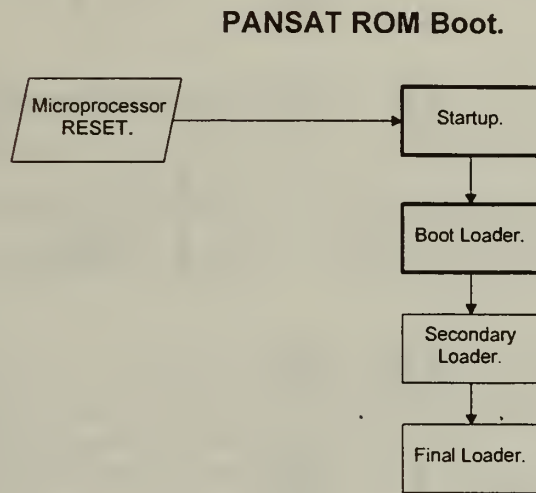 PANSAT ROM Boot.
Microprocessor
RESET.
Startup.
Boot Loader.
Secondary
Loader.
Final Loader.